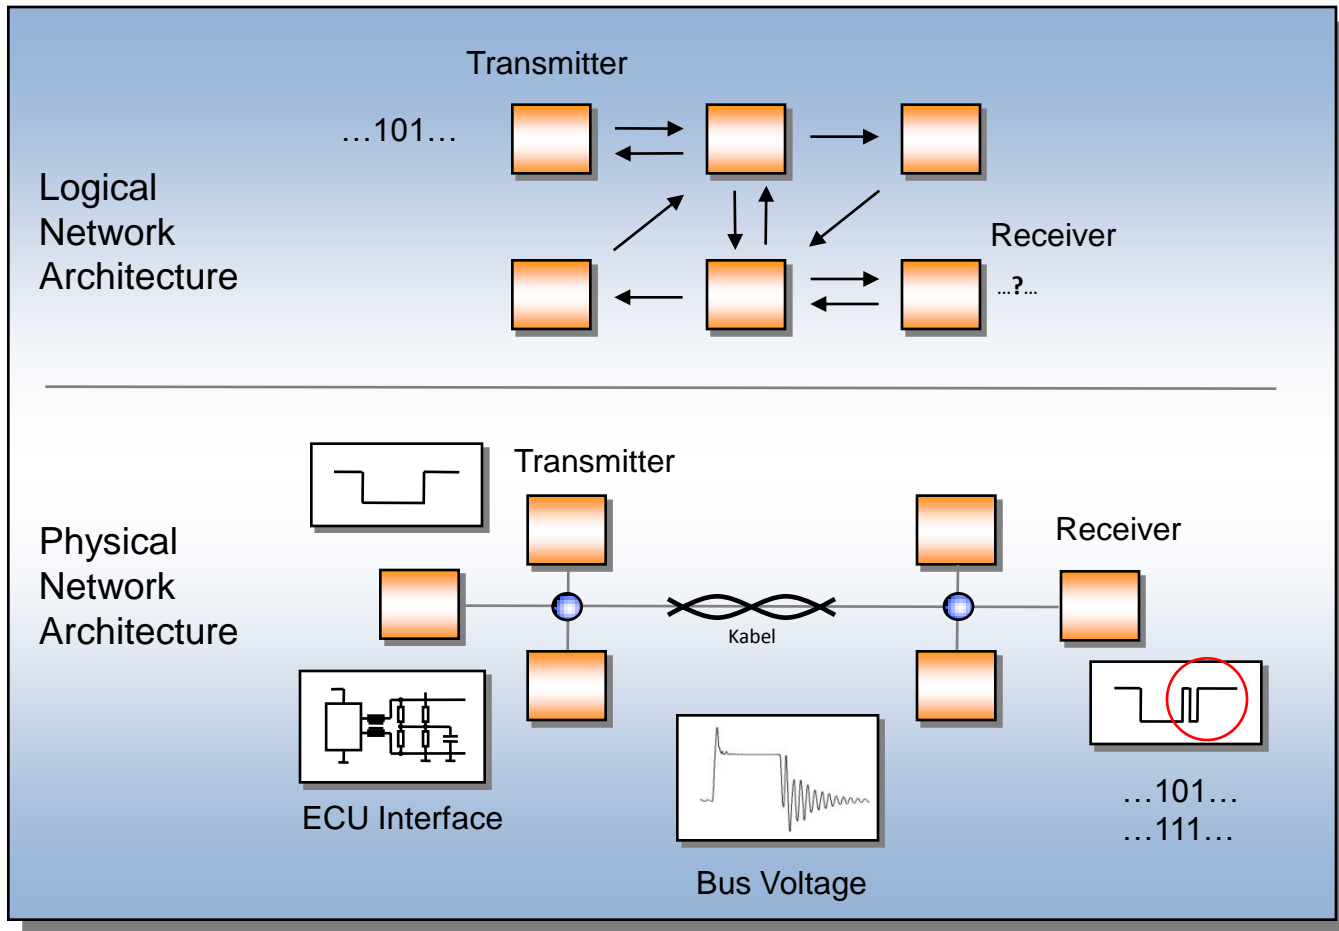 Transmitter
…101…
Logical
Network
Architecture
Receiver
…?…
Transmitter
Physical
Network
Architecture
Receiver
Kabel
ECU Interface
Bus Voltage
…101…
…111…